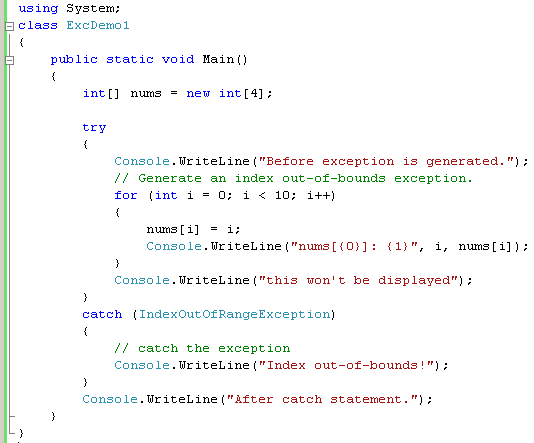 using System;
class ExcDemo1
{
    public static void Main()
    {
        int[] nums = new int[4];

        try
        {
            Console.WriteLine("Before exception is generated.");
            // Generate an index out-of-bounds exception.
            for (int i = 0; i < 10; i++)
            {
                nums[i] = i;
                Console.WriteLine("nums[{0}]: {1}", i, nums[i]);
            }
            Console.WriteLine("this won't be displayed");
        }
        catch (IndexOutOfRangeException)
        {
            // catch the exception
            Console.WriteLine("Index out-of-bounds!");
        }
        Console.WriteLine("After catch statement.");
    }
}